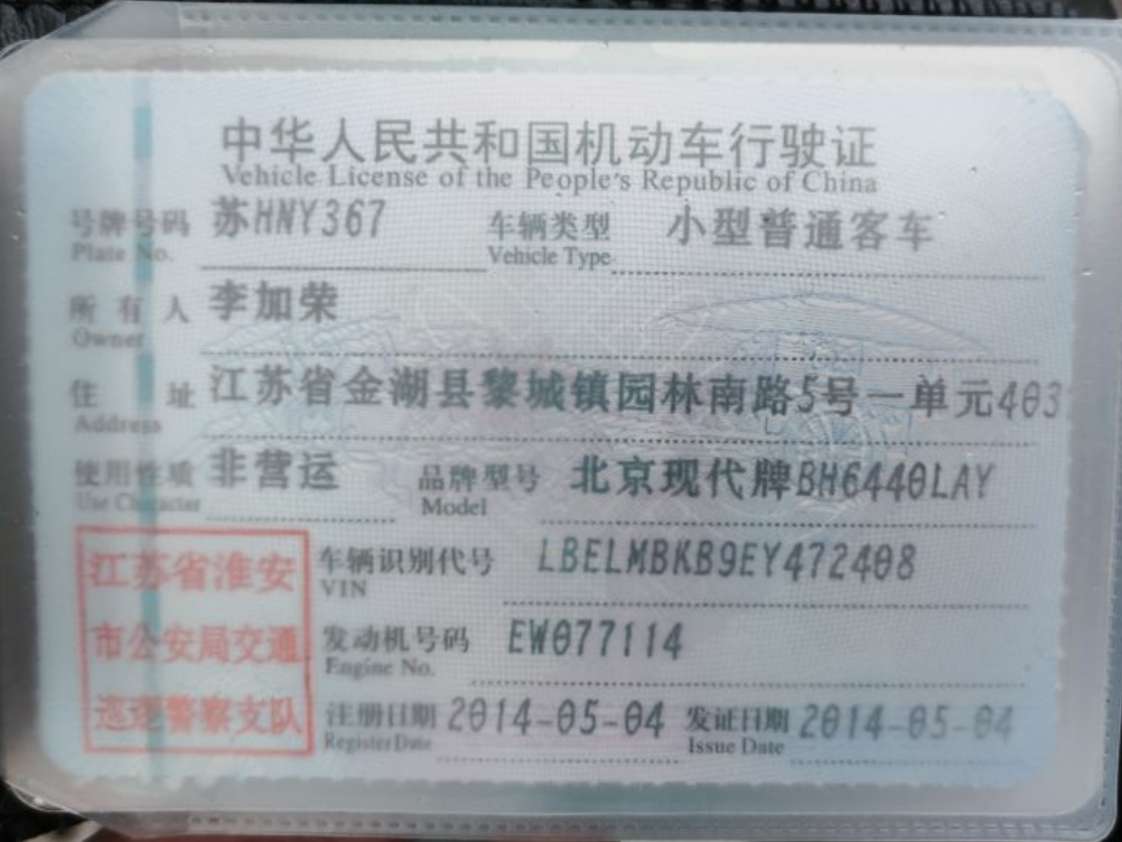 中华人民共和国机动车行驶证
Vehicle License of the People's Republic of China
号牌号码 苏HNY367 车辆类型 小型普通客车
Plate No. Vehicle Type
所有人 李加荣
Owner
住址 江苏省金湖县黎城镇园林南路5号一单元403
Address
使用性质 非营运 品牌型号 北京现代牌BH6440LAY
Use Character Model
江苏省淮安
市公安局交通
巡逻警察支队
车辆识别代号 LBELMBKB9EY472408
VIN
发动机号码 EW077114
Engine No.
注册日期 2014-05-04 发证日期 2014-05-04
Register Date Issue Date